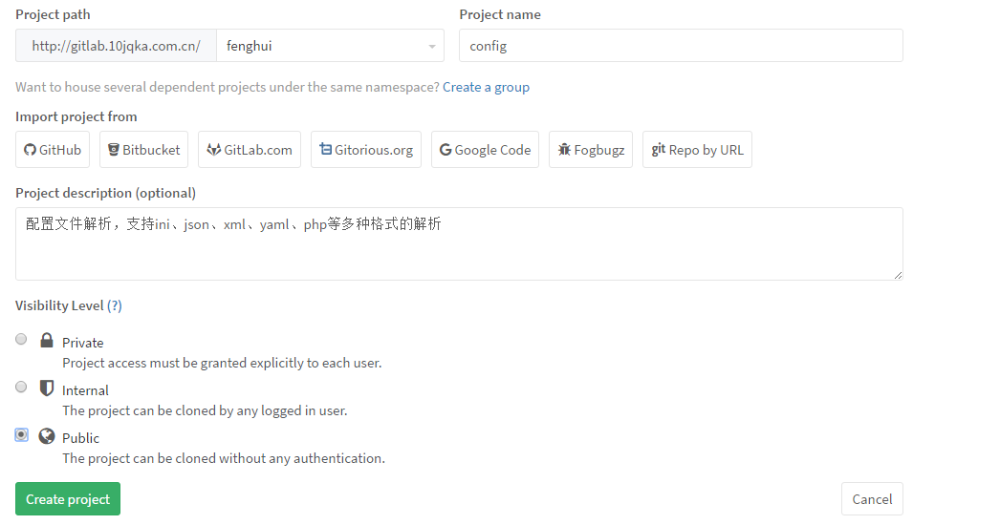 Project path
Project name
http://gitlab.10jqka.com.cn/
fenghui
config
Want to house several dependent projects under the same namespace? Create a group
Import project from
GitHub
Bitbucket
GitLab.com
Gitorious.org
Google Code
Fogbugz
git Repo by URL
Project description (optional)
配置文件解析，支持ini、json、xml、yaml、php等多种格式的解析
Visibility Level (?)
Private
Project access must be granted explicitly to each user.
Internal
The project can be cloned by any logged in user.
Public
The project can be cloned without any authentication.
Create project
Cancel